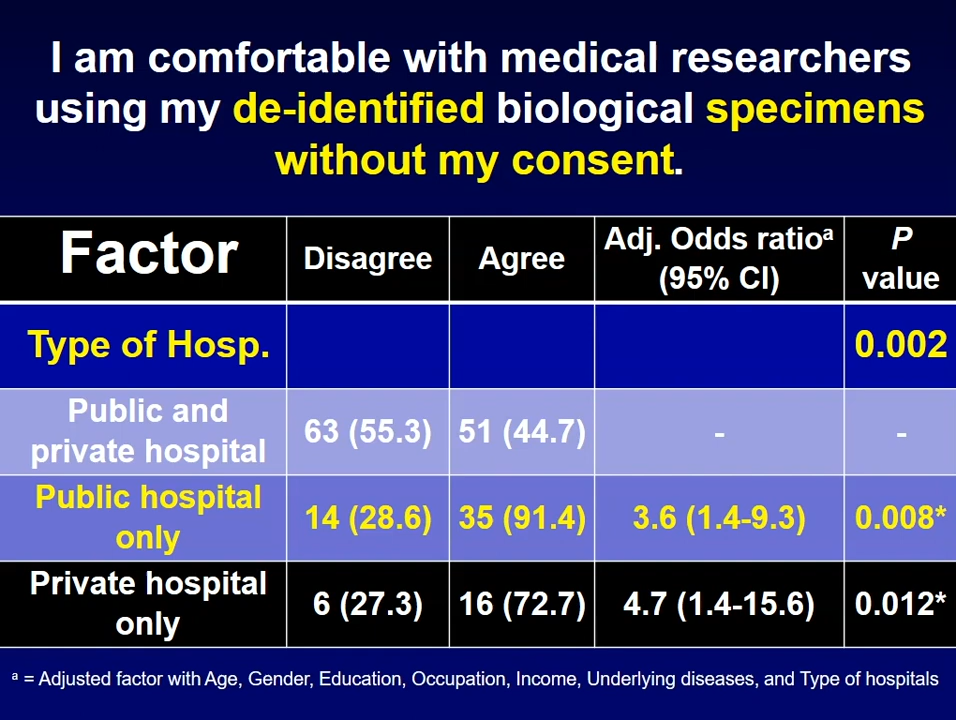 I am comfortable with medical researchers
using my de-identified biological specimens
without my consent.
Factor Disagree Agree Adj. Odds ratioᵃ (95% CI) P value
Type of Hosp. 0.002
Public and private hospital 63 (55.3) 51 (44.7) - -
Public hospital only 14 (28.6) 35 (91.4) 3.6 (1.4-9.3) 0.008*
Private hospital only 6 (27.3) 16 (72.7) 4.7 (1.4-15.6) 0.012*
ᵃ = Adjusted factor with Age, Gender, Education, Occupation, Income, Underlying diseases, and Type of hospitals